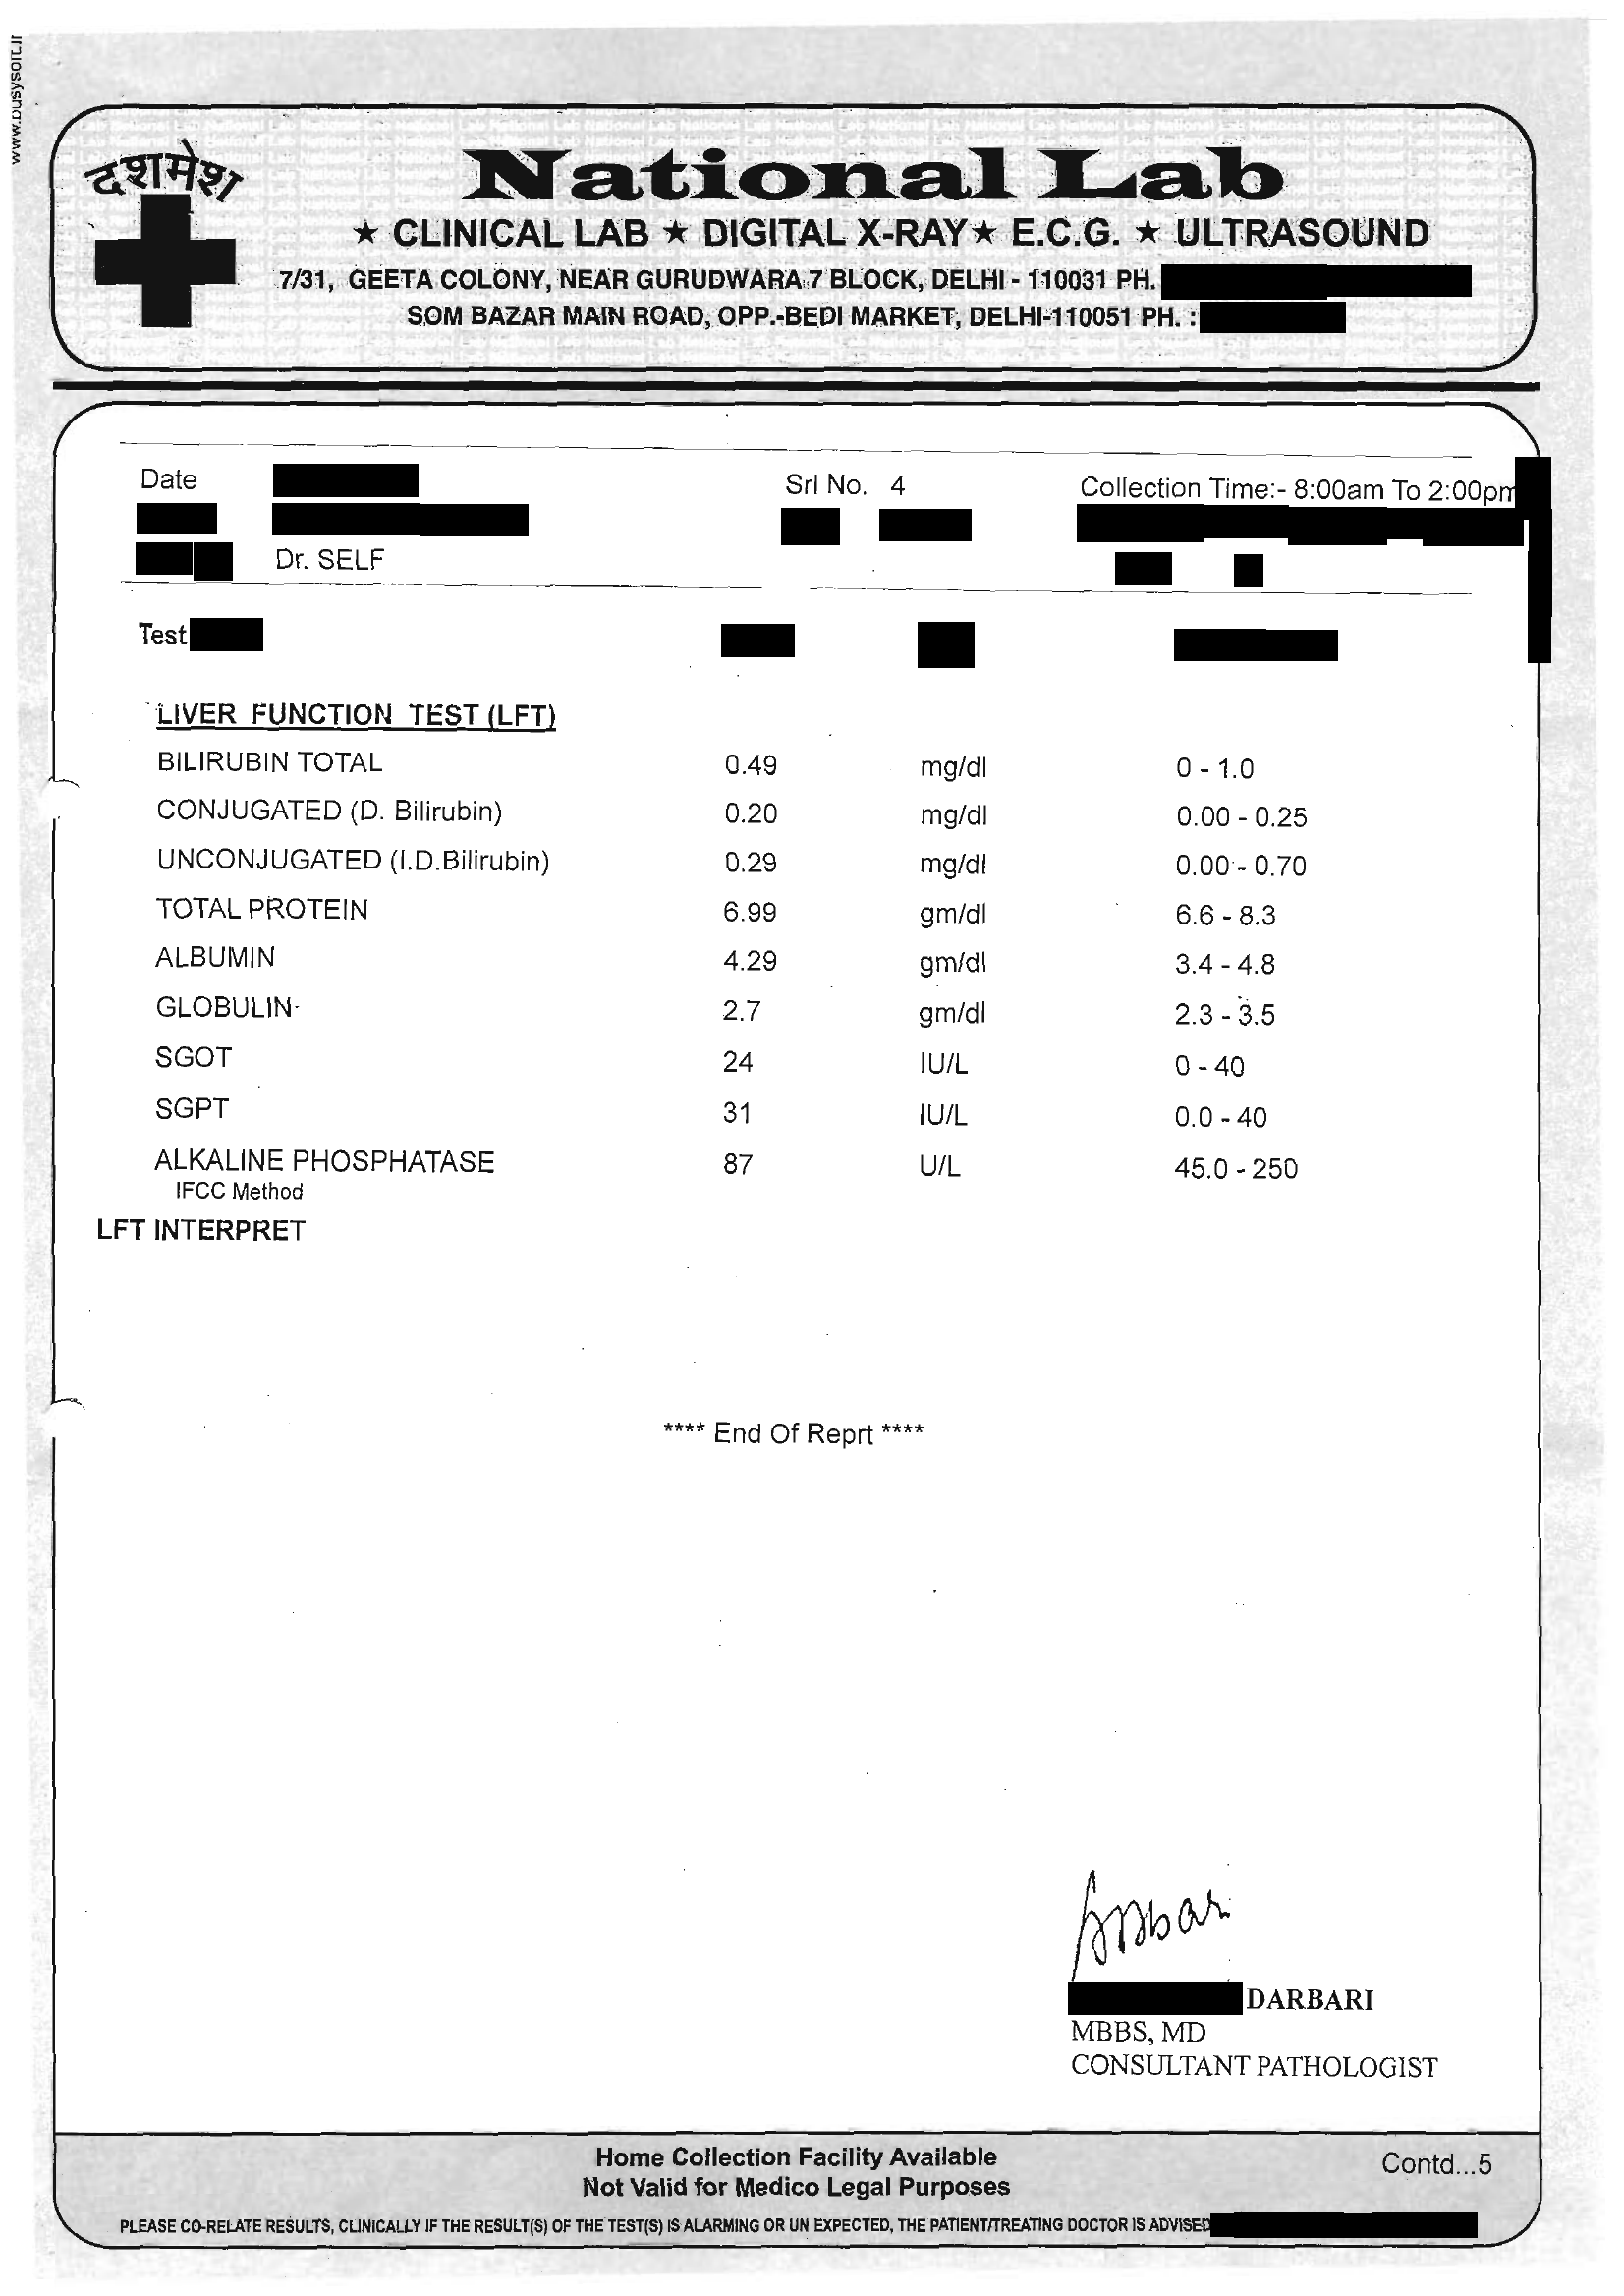 www.busysoft.ir
दशमेश
National Lab
★ CLINICAL LAB ★ DIGITAL X-RAY ★ E.C.G. ★ ULTRASOUND
7/31, GEETA COLONY, NEAR GURUDWARA 7 BLOCK, DELHI - 110031 PH.
SOM BAZAR MAIN ROAD, OPP.-BEDI MARKET, DELHI-110051 PH. :
Date Srl No. 4 Collection Time:- 8:00am To 2:00pm
Dr. SELF
Test
LIVER FUNCTION TEST (LFT)
BILIRUBIN TOTAL 0.49 mg/dl 0 - 1.0
CONJUGATED (D. Bilirubin) 0.20 mg/dl 0.00 - 0.25
UNCONJUGATED (I.D.Bilirubin) 0.29 mg/dl 0.00 - 0.70
TOTAL PROTEIN 6.99 gm/dl 6.6 - 8.3
ALBUMIN 4.29 gm/dl 3.4 - 4.8
GLOBULIN 2.7 gm/dl 2.3 - 3.5
SGOT 24 IU/L 0 - 40
SGPT 31 IU/L 0.0 - 40
ALKALINE PHOSPHATASE 87 U/L 45.0 - 250
IFCC Method
LFT INTERPRET
**** End Of Reprt ****
DARBARI
MBBS, MD
CONSULTANT PATHOLOGIST
Home Collection Facility Available
Not Valid for Medico Legal Purposes
Contd...5
PLEASE CO-RELATE RESULTS, CLINICALLY IF THE RESULT(S) OF THE TEST(S) IS ALARMING OR UN EXPECTED, THE PATIENT/TREATING DOCTOR IS ADVISED